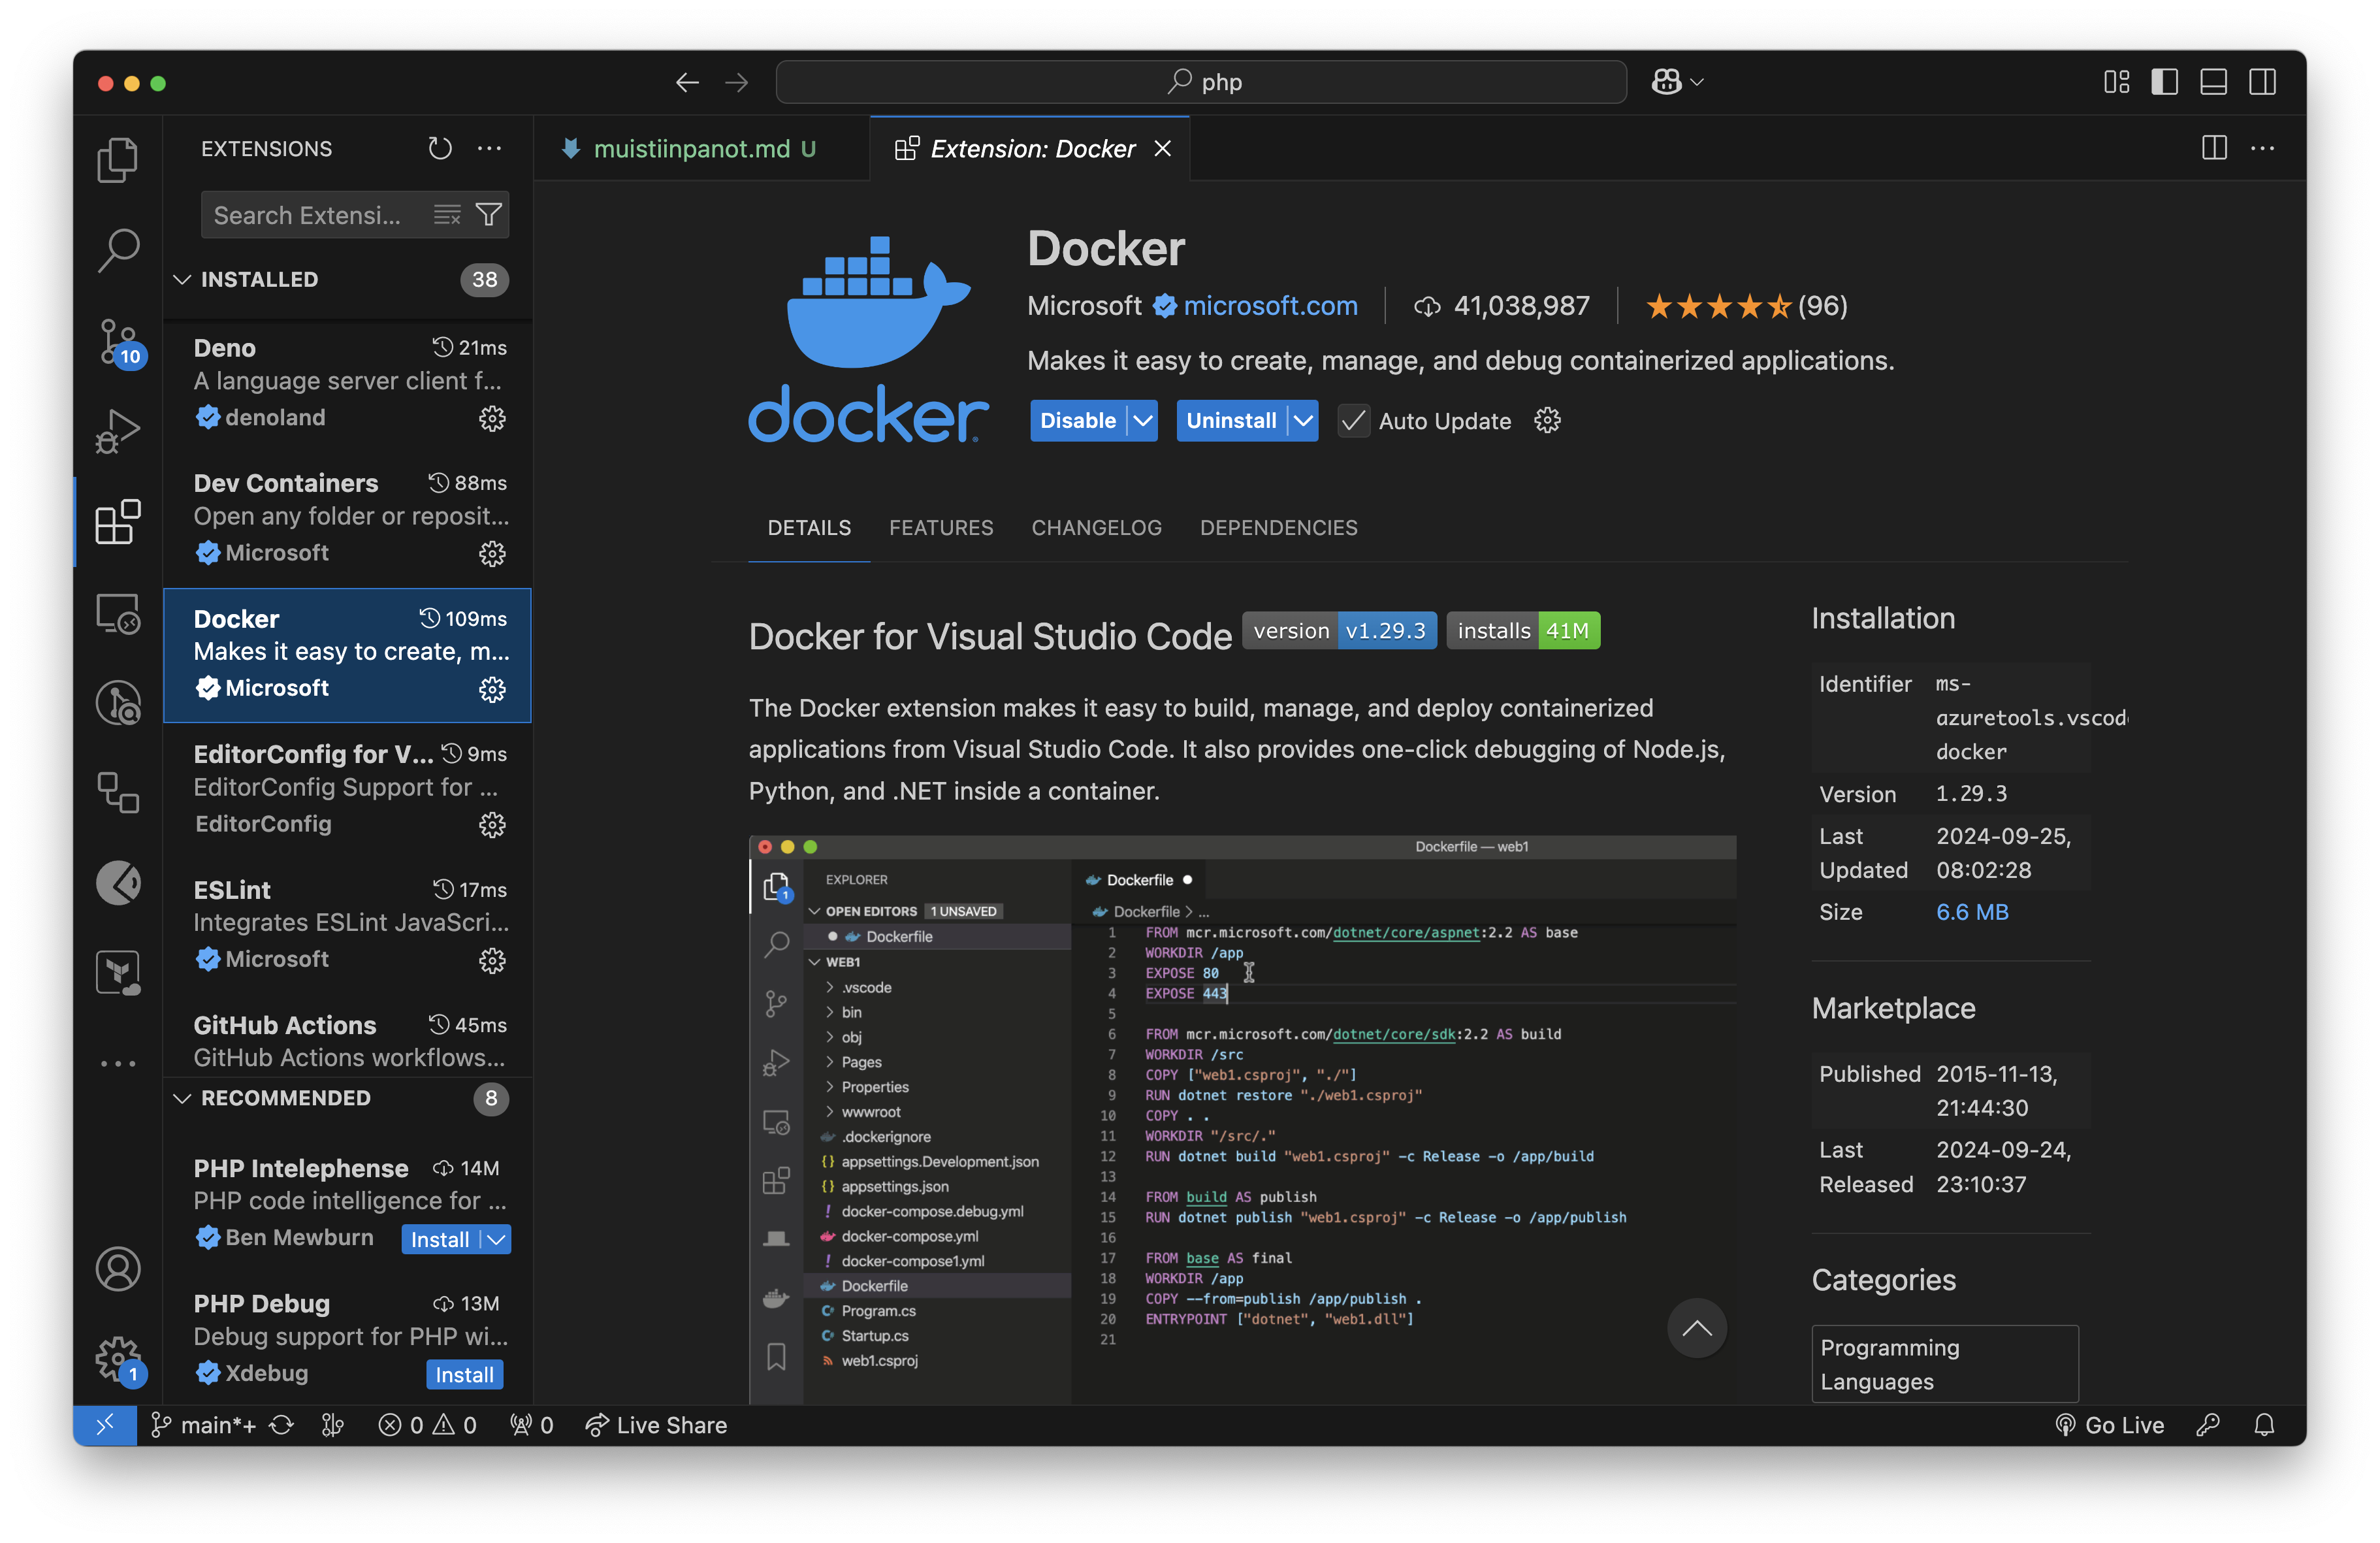 php
EXTENSIONS
Search Extensi...
INSTALLED 38
Deno 21ms
A language server client f...
denoland
Dev Containers 88ms
Open any folder or reposit...
Microsoft
Docker 109ms
Makes it easy to create, m...
Microsoft
EditorConfig for V... 9ms
EditorConfig Support for ...
EditorConfig
ESLint 17ms
Integrates ESLint JavaScri...
Microsoft
GitHub Actions 45ms
GitHub Actions workflows...
RECOMMENDED 8
PHP Intelephense 14M
PHP code intelligence for ...
Ben Mewburn Install
PHP Debug 13M
Debug support for PHP wi...
Xdebug Install
10
1
muistiinpanot.md U
Extension: Docker
docker
Docker
Microsoft microsoft.com 41,038,987 (96)
Makes it easy to create, manage, and debug containerized applications.
Disable Uninstall Auto Update
DETAILS FEATURES CHANGELOG DEPENDENCIES
Docker for Visual Studio Code version v1.29.3 installs 41M
The Docker extension makes it easy to build, manage, and deploy containerized
applications from Visual Studio Code. It also provides one-click debugging of Node.js,
Python, and .NET inside a container.
Dockerfile — web1
1
EXPLORER
OPEN EDITORS 1 UNSAVED
Dockerfile
WEB1
.vscode
bin
obj
Pages
Properties
wwwroot
.dockerignore
{} appsettings.Development.json
{} appsettings.json
! docker-compose.debug.yml
docker-compose.yml
! docker-compose1.yml
Dockerfile
C# Program.cs
C# Startup.cs
web1.csproj
Dockerfile
Dockerfile > ...
1 FROM mcr.microsoft.com/dotnet/core/aspnet:2.2 AS base
2 WORKDIR /app
3 EXPOSE 80
4 EXPOSE 443
5
6 FROM mcr.microsoft.com/dotnet/core/sdk:2.2 AS build
7 WORKDIR /src
8 COPY ["web1.csproj", "./"]
9 RUN dotnet restore "./web1.csproj"
10 COPY . .
11 WORKDIR "/src/."
12 RUN dotnet build "web1.csproj" -c Release -o /app/build
13
14 FROM build AS publish
15 RUN dotnet publish "web1.csproj" -c Release -o /app/publish
16
17 FROM base AS final
18 WORKDIR /app
19 COPY --from=publish /app/publish .
20 ENTRYPOINT ["dotnet", "web1.dll"]
21
Installation
Identifier ms-
azuretools.vscod
docker
Version 1.29.3
Last 2024-09-25,
Updated 08:02:28
Size 6.6 MB
Marketplace
Published 2015-11-13,
21:44:30
Last 2024-09-24,
Released 23:10:37
Categories
Programming
Languages
main*+ 0 0 0 Live Share Go Live